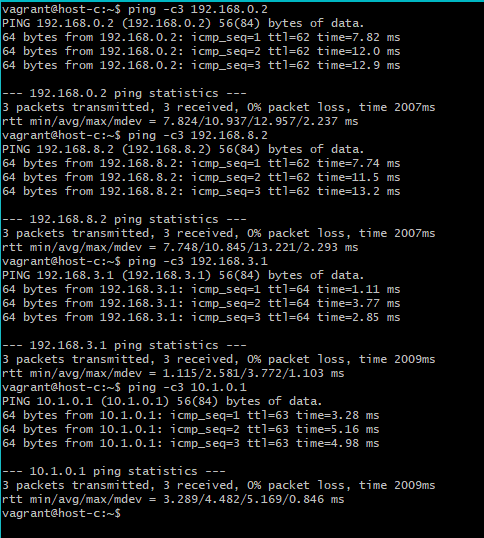 vagrant@host-c:~$ ping -c3 192.168.0.2
PING 192.168.0.2 (192.168.0.2) 56(84) bytes of data.
64 bytes from 192.168.0.2: icmp_seq=1 ttl=62 time=7.82 ms
64 bytes from 192.168.0.2: icmp_seq=2 ttl=62 time=12.0 ms
64 bytes from 192.168.0.2: icmp_seq=3 ttl=62 time=12.9 ms

--- 192.168.0.2 ping statistics ---
3 packets transmitted, 3 received, 0% packet loss, time 2007ms
rtt min/avg/max/mdev = 7.824/10.937/12.957/2.237 ms
vagrant@host-c:~$ ping -c3 192.168.8.2
PING 192.168.8.2 (192.168.8.2) 56(84) bytes of data.
64 bytes from 192.168.8.2: icmp_seq=1 ttl=62 time=7.74 ms
64 bytes from 192.168.8.2: icmp_seq=2 ttl=62 time=11.5 ms
64 bytes from 192.168.8.2: icmp_seq=3 ttl=62 time=13.2 ms

--- 192.168.8.2 ping statistics ---
3 packets transmitted, 3 received, 0% packet loss, time 2007ms
rtt min/avg/max/mdev = 7.748/10.845/13.221/2.293 ms
vagrant@host-c:~$ ping -c3 192.168.3.1
PING 192.168.3.1 (192.168.3.1) 56(84) bytes of data.
64 bytes from 192.168.3.1: icmp_seq=1 ttl=64 time=1.11 ms
64 bytes from 192.168.3.1: icmp_seq=2 ttl=64 time=3.77 ms
64 bytes from 192.168.3.1: icmp_seq=3 ttl=64 time=2.85 ms

--- 192.168.3.1 ping statistics ---
3 packets transmitted, 3 received, 0% packet loss, time 2009ms
rtt min/avg/max/mdev = 1.115/2.581/3.772/1.103 ms
vagrant@host-c:~$ ping -c3 10.1.0.1
PING 10.1.0.1 (10.1.0.1) 56(84) bytes of data.
64 bytes from 10.1.0.1: icmp_seq=1 ttl=63 time=3.28 ms
64 bytes from 10.1.0.1: icmp_seq=2 ttl=63 time=5.16 ms
64 bytes from 10.1.0.1: icmp_seq=3 ttl=63 time=4.98 ms

--- 10.1.0.1 ping statistics ---
3 packets transmitted, 3 received, 0% packet loss, time 2009ms
rtt min/avg/max/mdev = 3.289/4.482/5.169/0.846 ms
vagrant@host-c:~$